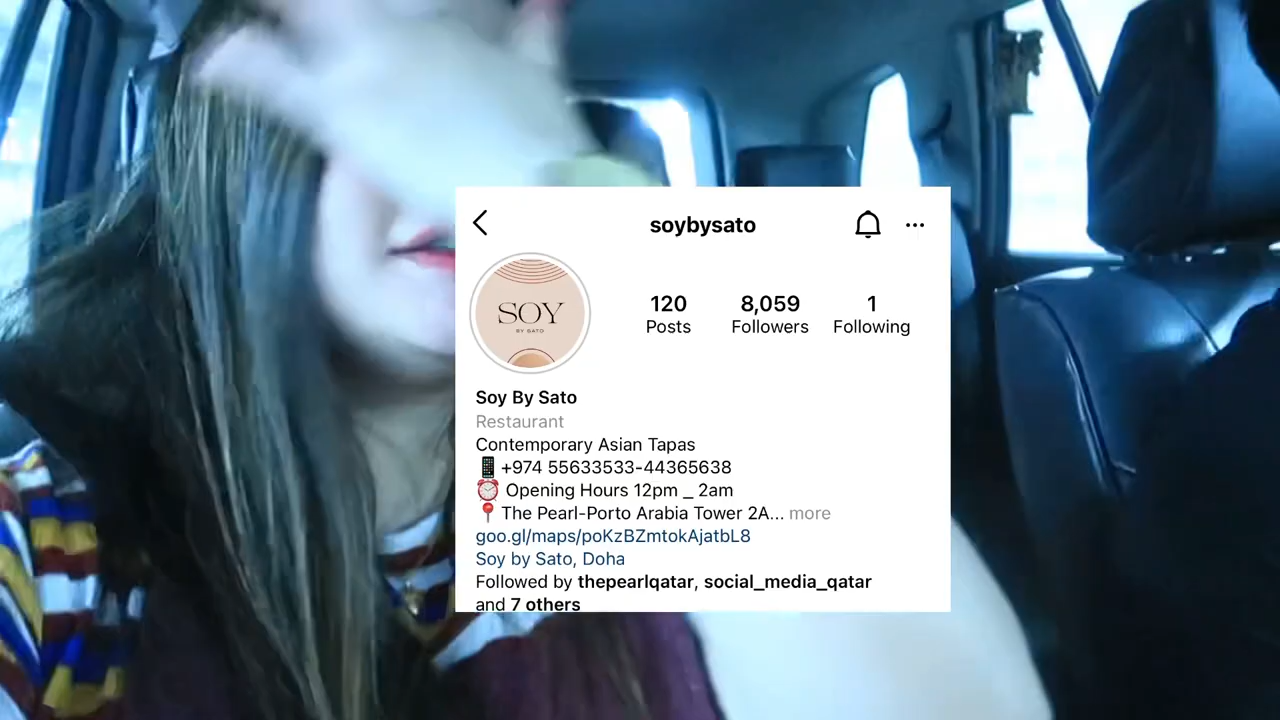 soybysato
SOY
BY SATO
120
Posts
8,059
Followers
1
Following
Soy By Sato
Restaurant
Contemporary Asian Tapas
📱+974 55633533-44365638
⏰ Opening Hours 12pm _ 2am
📍The Pearl-Porto Arabia Tower 2A... more
goo.gl/maps/poKzBZmtokAjatbL8
Soy by Sato, Doha
Followed by thepearlqatar, social_media_qatar
and 7 others